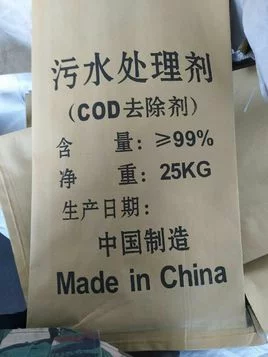 污水处理剂
（COD去除剂）
含 量：≥99%
净 重：25KG
生产日期：
中国制造
Made in China